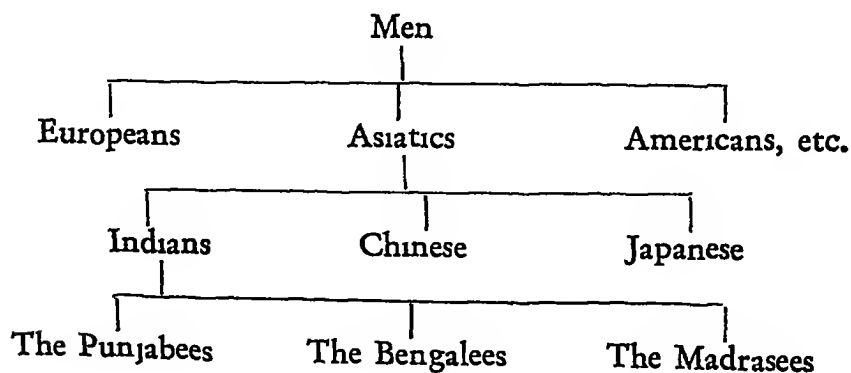 Men
Europeans Asiatics Americans, etc.
Indians Chinese Japanese
The Punjabees The Bengalees The Madrasees